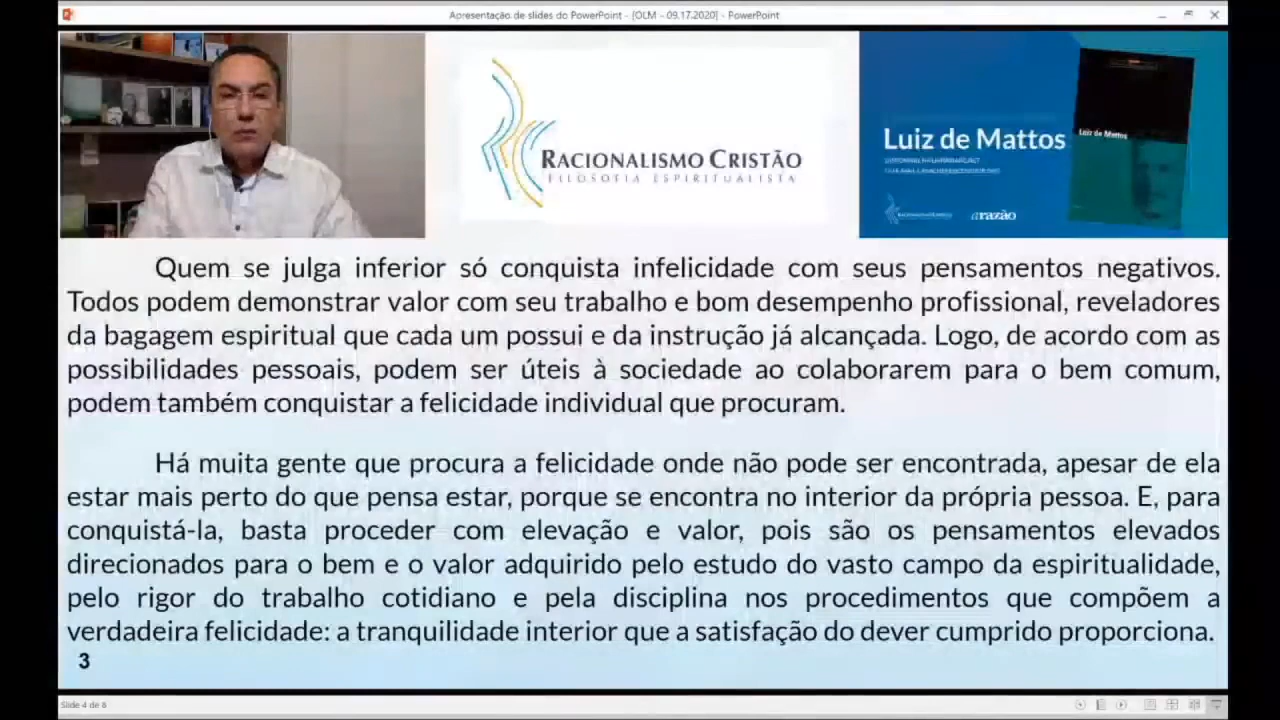 Apresentação de slides do PowerPoint - [OLM - 09.17.2020] - PowerPoint
RACIONALISMO CRISTÃO
FILOSOFIA ESPIRITUALISTA
Luiz de Mattos
Luiz de Mattos
RACIONALISMO CRISTÃO
arazão
Quem se julga inferior só conquista infelicidade com seus pensamentos negativos.
Todos podem demonstrar valor com seu trabalho e bom desempenho profissional, reveladores
da bagagem espiritual que cada um possui e da instrução já alcançada. Logo, de acordo com as
possibilidades pessoais, podem ser úteis à sociedade ao colaborarem para o bem comum,
podem também conquistar a felicidade individual que procuram.
Há muita gente que procura a felicidade onde não pode ser encontrada, apesar de ela
estar mais perto do que pensa estar, porque se encontra no interior da própria pessoa. E, para
conquistá-la, basta proceder com elevação e valor, pois são os pensamentos elevados
direcionados para o bem e o valor adquirido pelo estudo do vasto campo da espiritualidade,
pelo rigor do trabalho cotidiano e pela disciplina nos procedimentos que compõem a
verdadeira felicidade: a tranquilidade interior que a satisfação do dever cumprido proporciona.
3
Slide 4 de 8